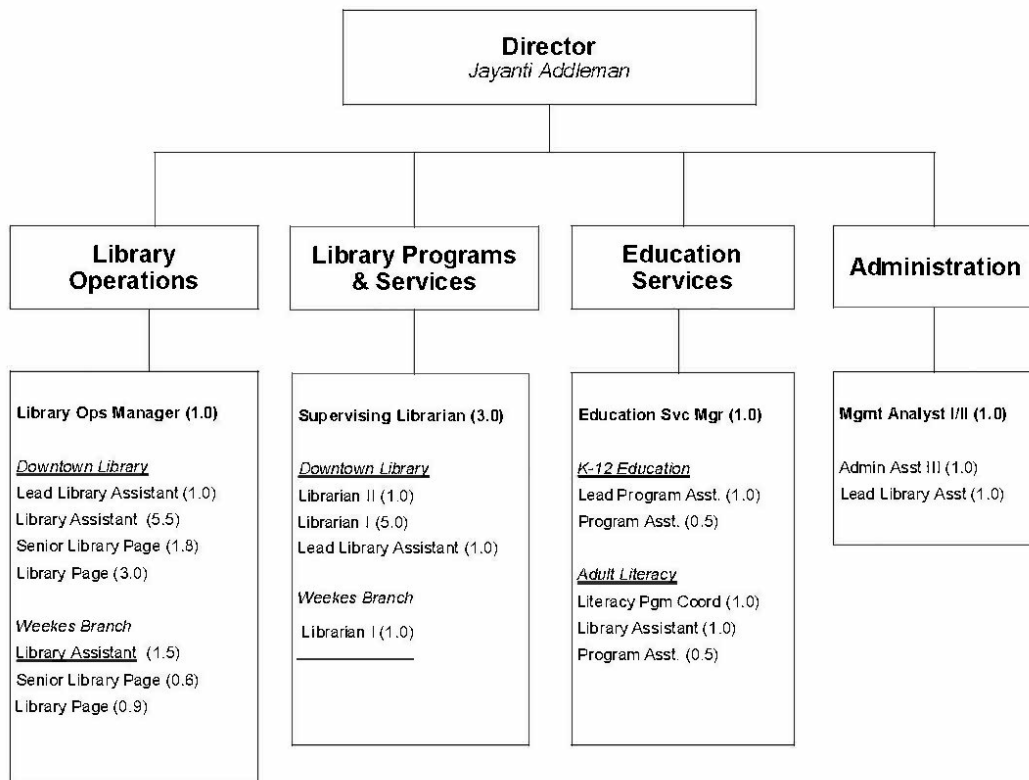 Director
Jayanti Addleman
Library
Operations
Library Programs
& Services
Education
Services
Administration
Library Ops Manager (1.0)
Downtown Library
Lead Library Assistant (1.0)
Library Assistant (5.5)
Senior Library Page (1.8)
Library Page (3.0)
Weekes Branch
Library Assistant (1.5)
Senior Library Page (0.6)
Library Page (0.9)
Supervising Librarian (3.0)
Downtown Library
Librarian II (1.0)
Librarian I (5.0)
Lead Library Assistant (1.0)
Weekes Branch
Librarian I (1.0)
Education Svc Mgr (1.0)
K-12 Education
Lead Program Asst. (1.0)
Program Asst. (0.5)
Adult Literacy
Literacy Pgm Coord (1.0)
Library Assistant (1.0)
Program Asst. (0.5)
Mgmt Analyst I/II (1.0)
Admin Asst III (1.0)
Lead Library Asst (1.0)